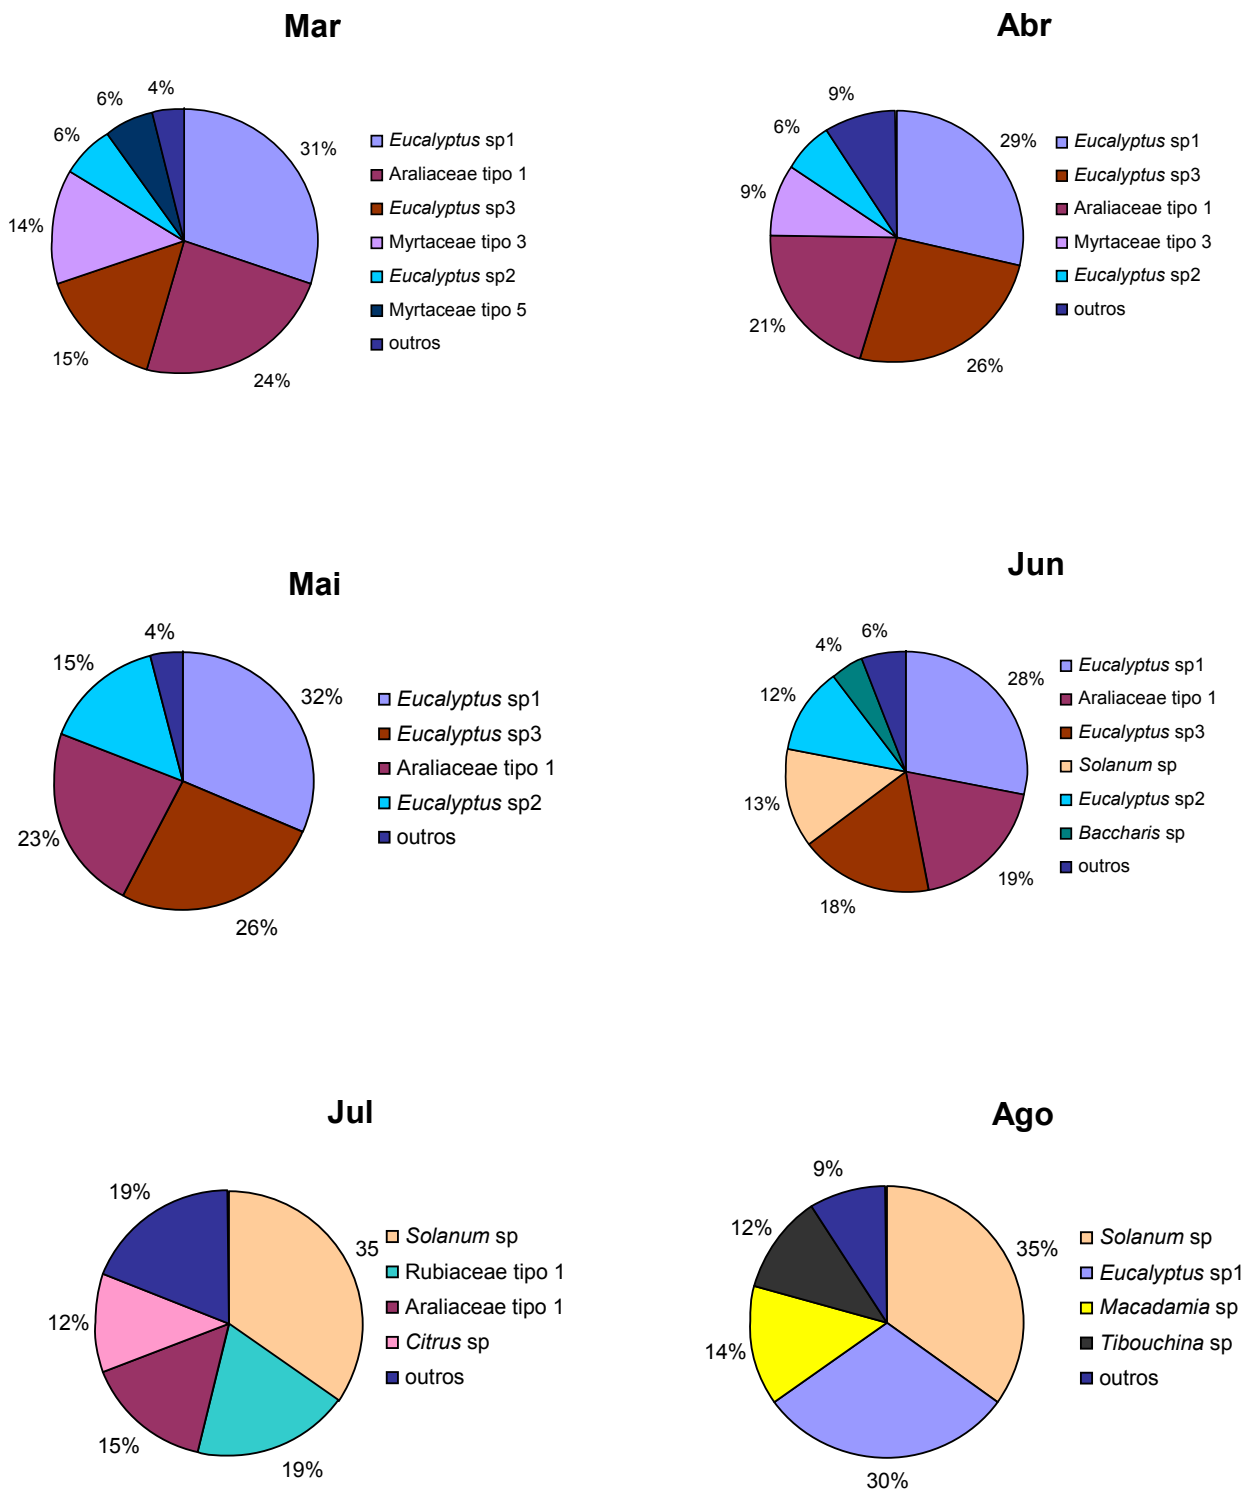 Mar
4%
6%
6%
31%
14%
15%
24%
Eucalyptus sp1
Araliaceae tipo 1
Eucalyptus sp3
Myrtaceae tipo 3
Eucalyptus sp2
Myrtaceae tipo 5
outros
Abr
9%
6%
29%
9%
21%
26%
Eucalyptus sp1
Eucalyptus sp3
Araliaceae tipo 1
Myrtaceae tipo 3
Eucalyptus sp2
outros
Mai
4%
15%
32%
23%
26%
Eucalyptus sp1
Eucalyptus sp3
Araliaceae tipo 1
Eucalyptus sp2
outros
Jun
6%
4%
28%
12%
13%
19%
18%
Eucalyptus sp1
Araliaceae tipo 1
Eucalyptus sp3
Solanum sp
Eucalyptus sp2
Baccharis sp
outros
Jul
19%
35
12%
15%
19%
Solanum sp
Rubiaceae tipo 1
Araliaceae tipo 1
Citrus sp
outros
Ago
9%
12%
35%
14%
30%
Solanum sp
Eucalyptus sp1
Macadamia sp
Tibouchina sp
outros